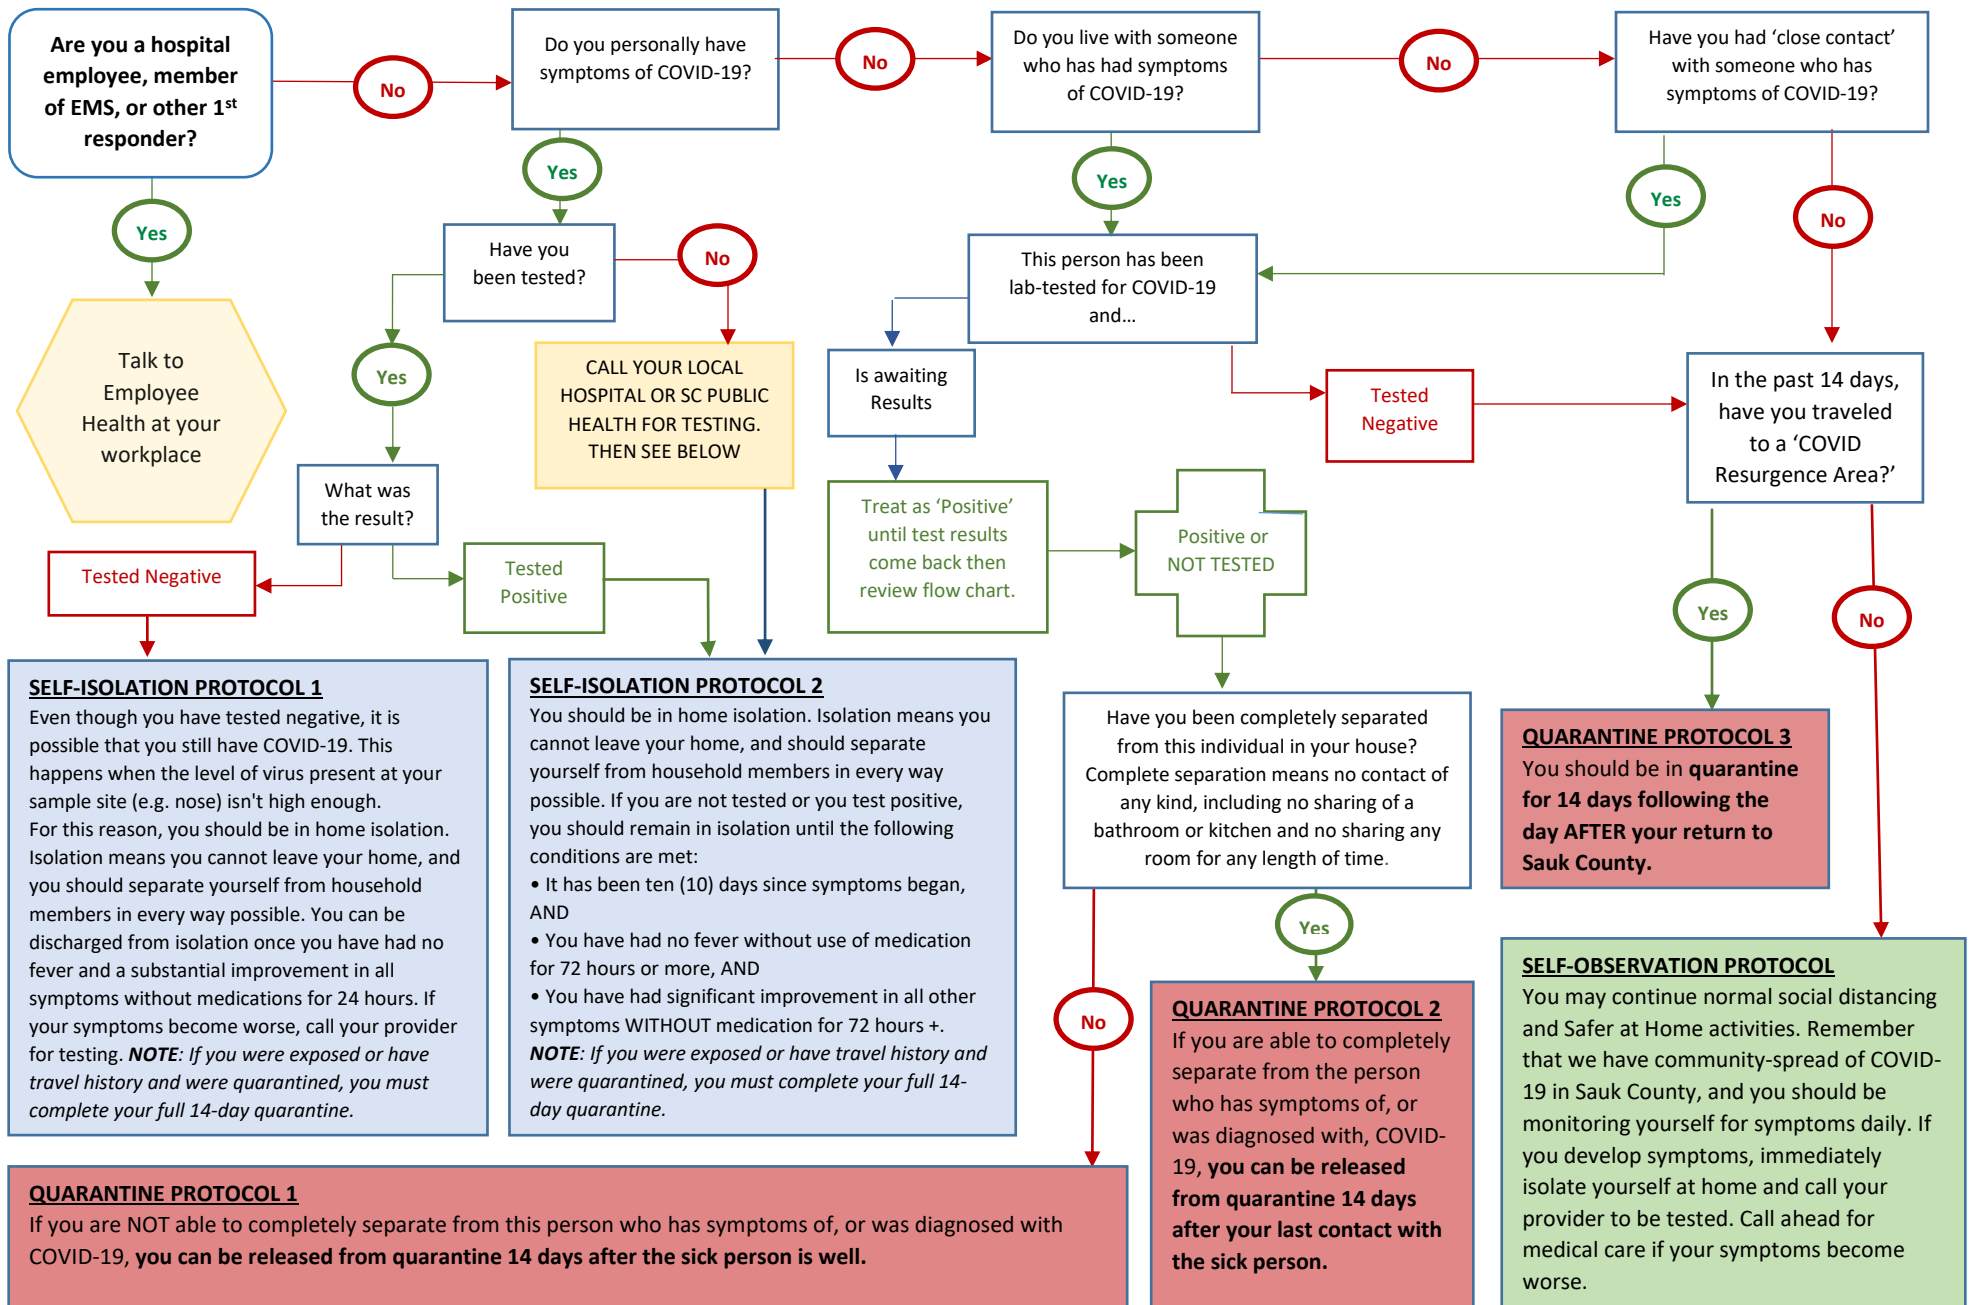 Are you a hospital
employee, member
of EMS, or other 1st
responder?
No
Do you personally have
symptoms of COVID-19?
No
Do you live with someone
who has had symptoms
of COVID-19?
No
Have you had ‘close contact’
with someone who has
symptoms of COVID-19?
Yes
Yes
Yes
Yes
No
Talk to
Employee
Health at your
workplace
Have you
been tested?
No
Yes
CALL YOUR LOCAL
HOSPITAL OR SC PUBLIC
HEALTH FOR TESTING.
THEN SEE BELOW
What was
the result?
Tested Negative
Tested
Positive
This person has been
lab-tested for COVID-19
and…
Is awaiting
Results
Tested
Negative
Treat as ‘Positive’
until test results
come back then
review flow chart.
Positive or
NOT TESTED
In the past 14 days,
have you traveled
to a ‘COVID
Resurgence Area?’
Yes
No
SELF-ISOLATION PROTOCOL 1
Even though you have tested negative, it is
possible that you still have COVID-19. This
happens when the level of virus present at your
sample site (e.g. nose) isn't high enough.
For this reason, you should be in home isolation.
Isolation means you cannot leave your home, and
you should separate yourself from household
members in every way possible. You can be
discharged from isolation once you have had no
fever and a substantial improvement in all
symptoms without medications for 24 hours. If
your symptoms become worse, call your provider
for testing. NOTE: If you were exposed or have
travel history and were quarantined, you must
complete your full 14-day quarantine.
SELF-ISOLATION PROTOCOL 2
You should be in home isolation. Isolation means you
cannot leave your home, and should separate
yourself from household members in every way
possible. If you are not tested or you test positive,
you should remain in isolation until the following
conditions are met:
• It has been ten (10) days since symptoms began,
AND
• You have had no fever without use of medication
for 72 hours or more, AND
• You have had significant improvement in all other
symptoms WITHOUT medication for 72 hours +.
NOTE: If you were exposed or have travel history and
were quarantined, you must complete your full 14-
day quarantine.
Have you been completely separated
from this individual in your house?
Complete separation means no contact of
any kind, including no sharing of a
bathroom or kitchen and no sharing any
room for any length of time.
No
Yes
QUARANTINE PROTOCOL 3
You should be in quarantine
for 14 days following the
day AFTER your return to
Sauk County.
QUARANTINE PROTOCOL 2
If you are able to completely
separate from the person
who has symptoms of, or
was diagnosed with, COVID-
19, you can be released
from quarantine 14 days
after your last contact with
the sick person.
SELF-OBSERVATION PROTOCOL
You may continue normal social distancing
and Safer at Home activities. Remember
that we have community-spread of COVID-
19 in Sauk County, and you should be
monitoring yourself for symptoms daily. If
you develop symptoms, immediately
isolate yourself at home and call your
provider to be tested. Call ahead for
medical care if your symptoms become
worse.
QUARANTINE PROTOCOL 1
If you are NOT able to completely separate from this person who has symptoms of, or was diagnosed with
COVID-19, you can be released from quarantine 14 days after the sick person is well.